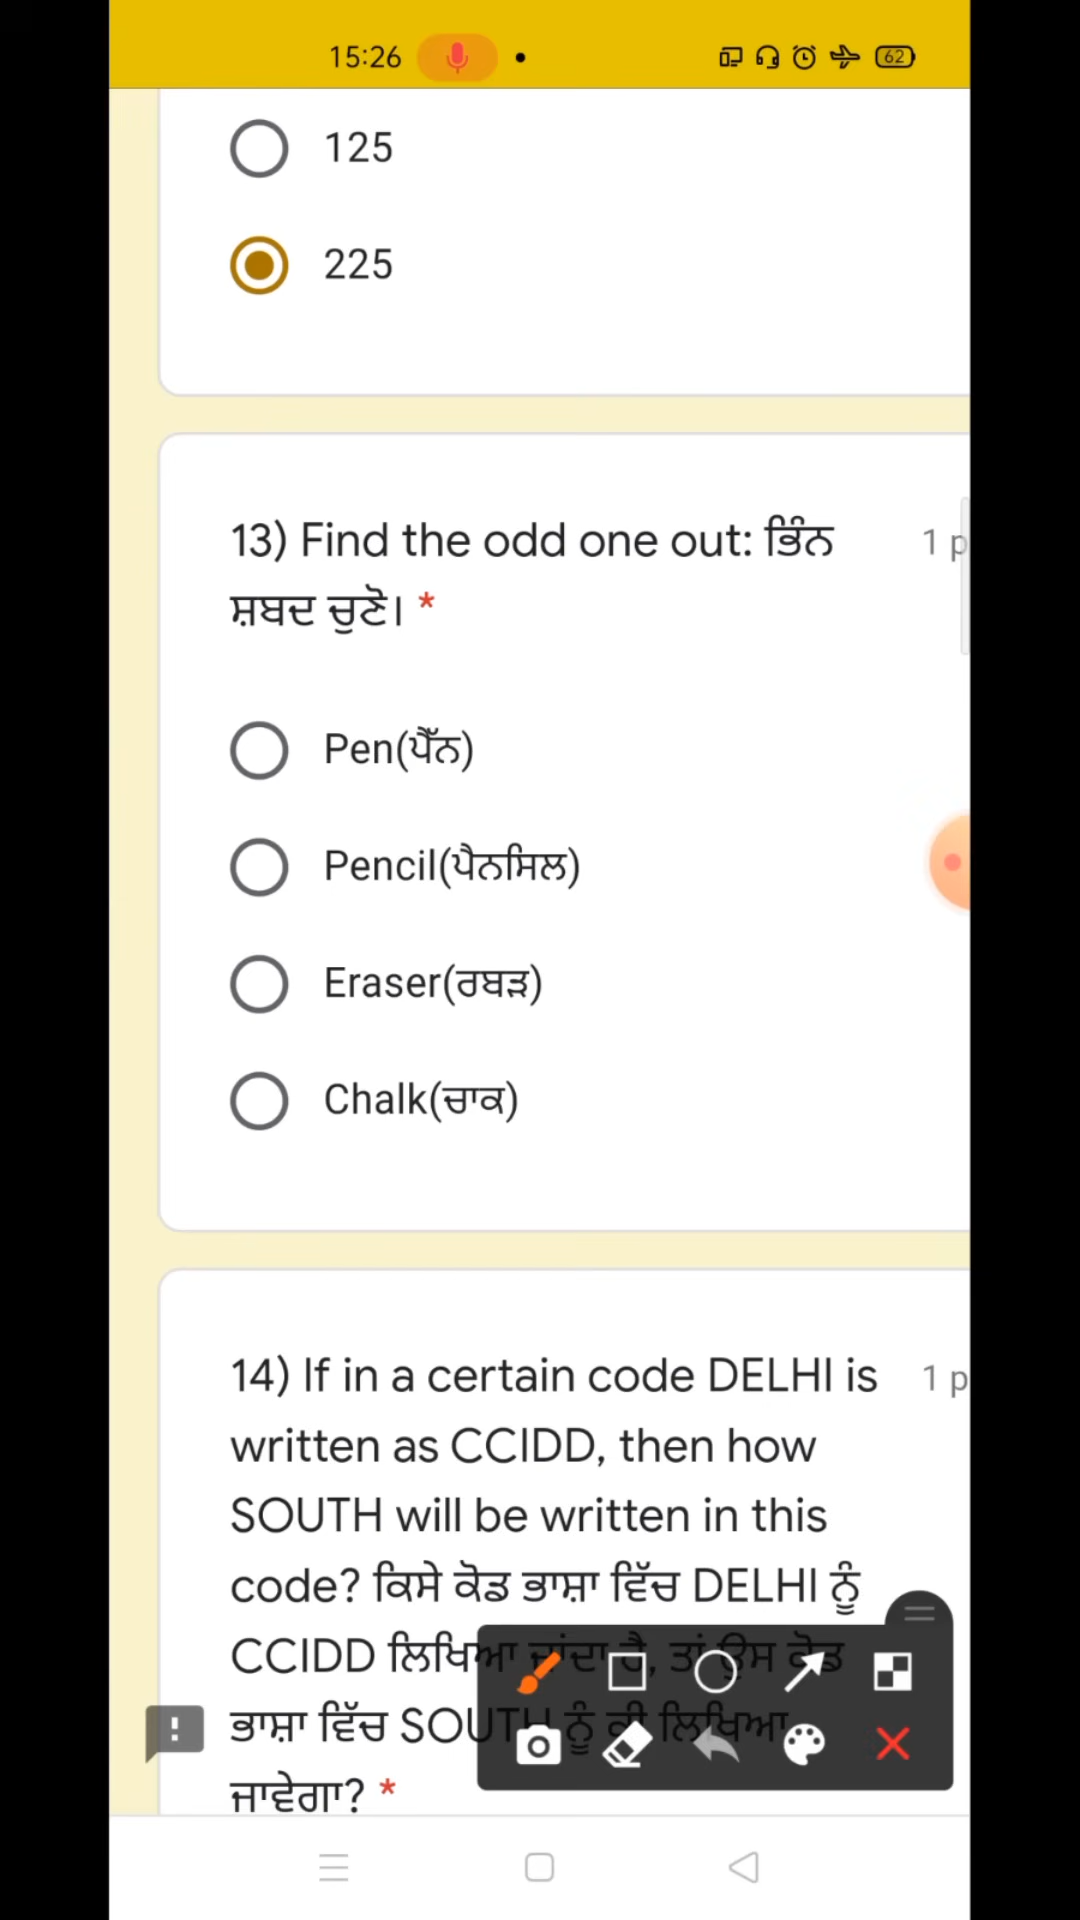 15:26
62
125
225
13) Find the odd one out: ਭਿੰਨ
1 p
ਸ਼ਬਦ ਚੁਣੋ। *
Pen(ਪੈੱਨ)
Pencil(ਪੈਨਸਿਲ)
Eraser(ਰਬੜ)
Chalk(ਚਾਕ)
14) If in a certain code DELHI is
1 p
written as CCIDD, then how
SOUTH will be written in this
code? ਕਿਸੇ ਕੋਡ ਭਾਸ਼ਾ ਵਿੱਚ DELHI ਨੂੰ
CCIDD ਲਿਖਿਆ ਜਾਂਦਾ ਹੈ, ਤਾਂ ਉਸ ਕੋਡ
ਭਾਸ਼ਾ ਵਿੱਚ SOUTH ਨੂੰ ਕੀ ਲਿਖਿਆ
ਜਾਵੇਗਾ? *